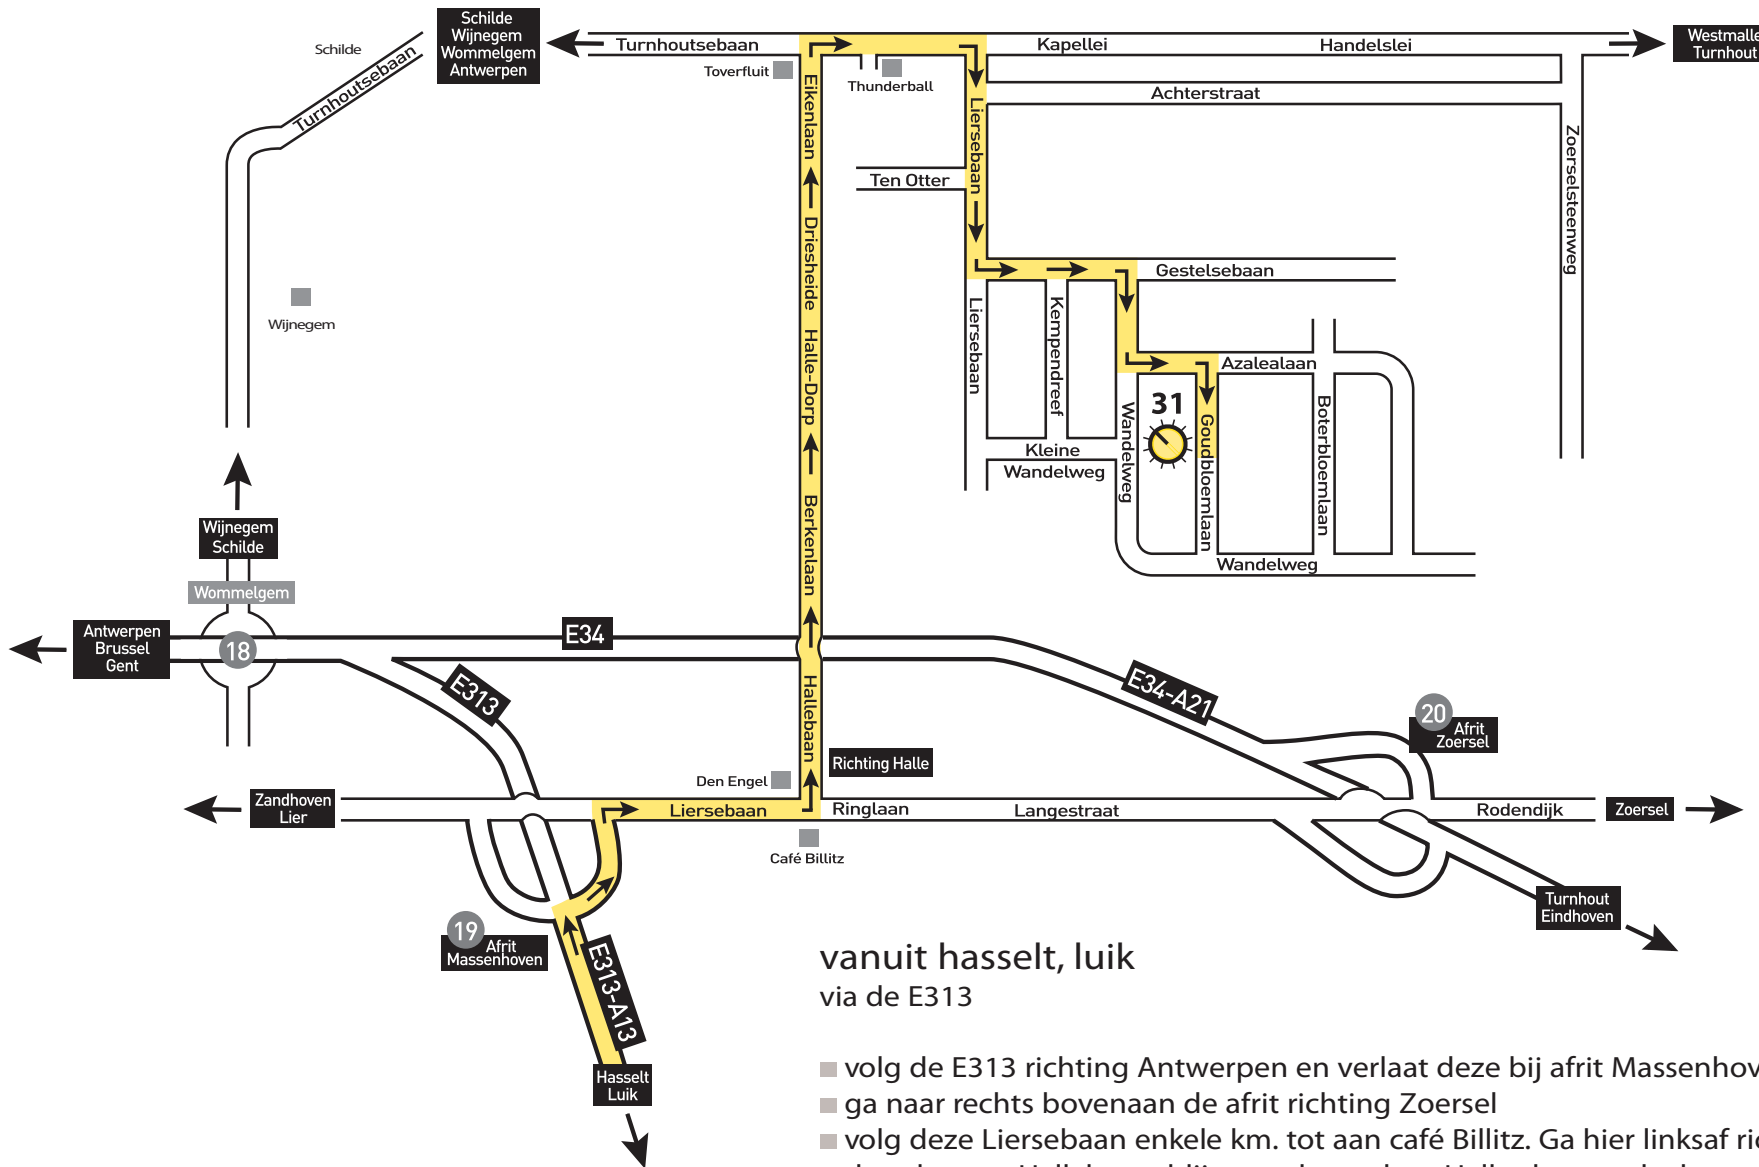 Schilde
Wijnegem
Wommelgem
Antwerpen
Schilde
Turnhoutsebaan
Turnhoutsebaan
Kapellei
Handelslei
Westmalle
Turnhout
Toverfluit
Thunderball
Achterstraat
Eikenlaan
Liersebaan
Zoerselsteenweg
Ten Otter
Driesheide
Gestelsebaan
Wijnegem
Halle-Dorp
Liersebaan
Kempendreef
Azalealaan
31
Wandelweg
Goudbloemlaan
Boterbloemlaan
Kleine
Wandelweg
Berkenlaan
Wandelweg
Wijnegem
Schilde
Wommelgem
Antwerpen
Brussel
Gent
18
E34
E313
Hallebaan
E34-A21
20
Afrit
Zoersel
Richting Halle
Den Engel
Zandhoven
Lier
Liersebaan
Ringlaan
Langestraat
Rodendijk
Zoersel
Café Billitz
19
Afrit
Massenhoven
E313-A13
Turnhout
Eindhoven
Hasselt
Luik
vanuit hasselt, luik
via de E313
volg de E313 richting Antwerpen en verlaat deze bij afrit Massenhov
ga naar rechts bovenaan de afrit richting Zoersel
volg deze Liersebaan enkele km. tot aan café Billitz. Ga hier linksaf ric